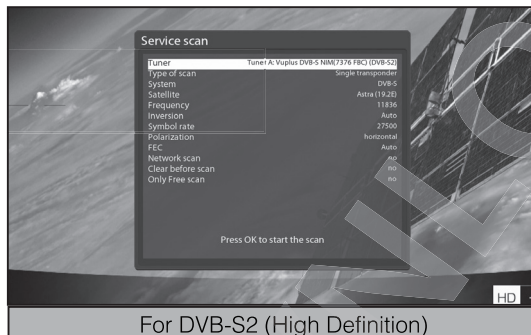 Service scan
Tuner Tuner A: Vuplus DVB-S NIM(7376 FBC) (DVB-S2)
Type of scan Single transponder
System DVB-S
Satellite Astra (19.2E)
Frequency 11836
Inversion Auto
Symbol rate 27500
Polarization horizontal
FEC Auto
Network scan no
Clear before scan no
Only Free scan no
Press OK to start the scan
HD
For DVB-S2 (High Definition)